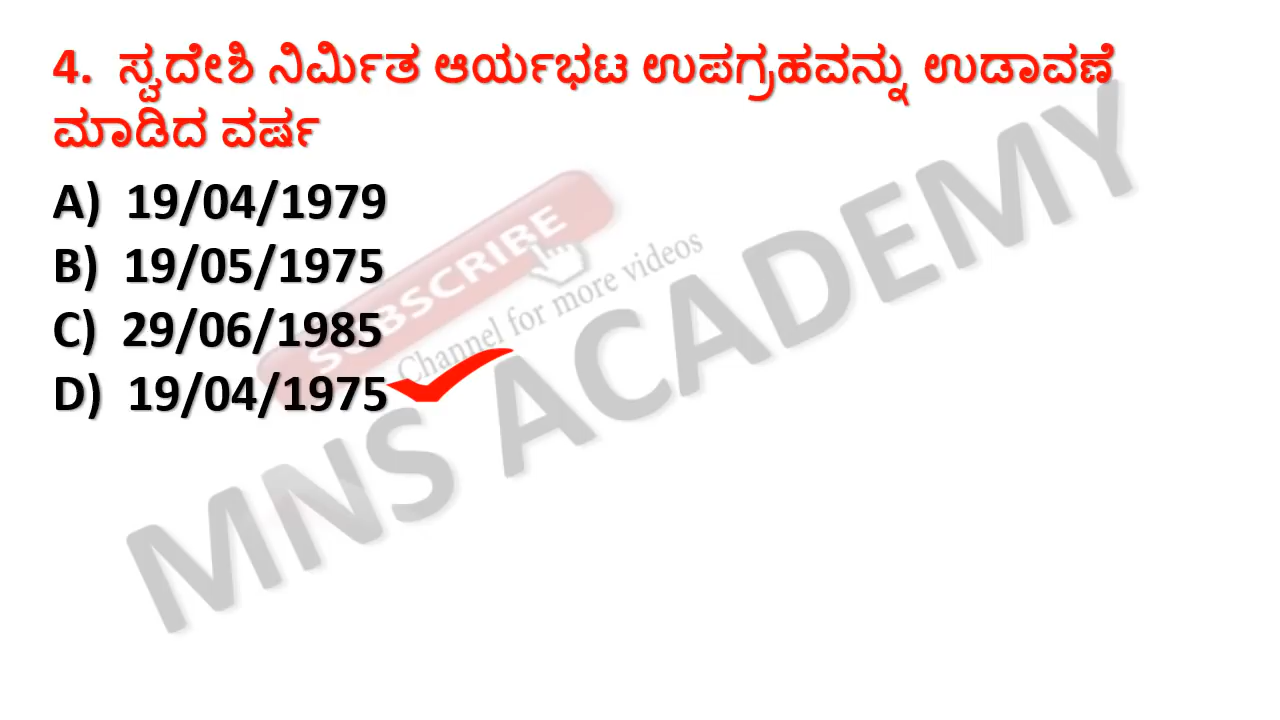 4. ಸ್ವದೇಶಿ ನಿರ್ಮಿತ ಆರ್ಯಭಟ ಉಪಗ್ರಹವನ್ನು ಉಡಾವಣೆ
ಮಾಡಿದ ವರ್ಷ
A) 19/04/1979
B) 19/05/1975
C) 29/06/1985
D) 19/04/1975
SUBSCRIBE
Channel for more videos
MNS ACADEMY